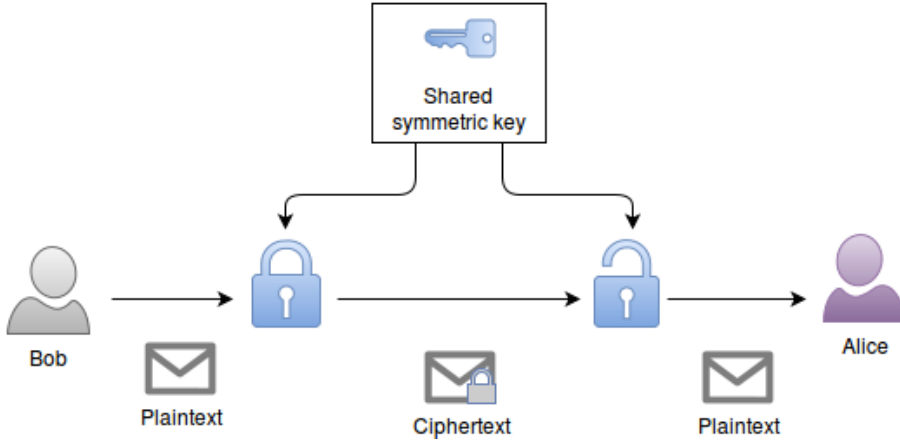 Shared
symmetric key
Bob
Alice
Plaintext
Ciphertext
Plaintext